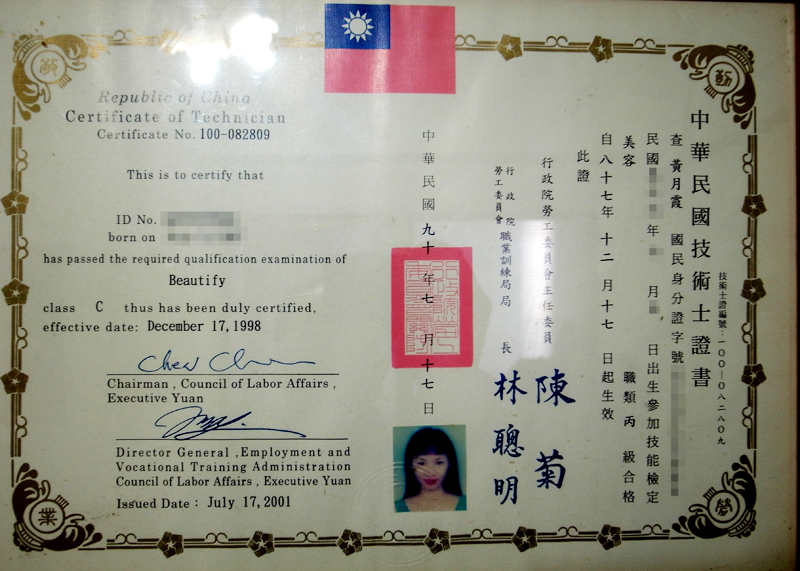 Republic of China
Certificate of Technician
Certificate No. 100-082809
This is to certify that
ID No.
born on
has passed the required qualification examination of
Beautify
class C thus has been duly certified,
effective date: December 17, 1998
Chairman , Council of Labor Affairs ,
Executive Yuan
Director General , Employment and
Vocational Training Administration
Council of Labor Affairs , Executive Yuan
Issued Date : July 17, 2001
中華民國技術士證書
技術士證編號：一００-０八二八０九
查 黃月霞 國民身分證字號
民國 年 月 日出生參加技能檢定
美容 職類丙 級合格
自八十七年 十二 月十七 日起生效
此證
行政院勞工委員會主任委員 陳菊
行政院
勞工委員會
職業訓練局局 長 林聰明
中華民國九十年七 月十七日
勤
業
勞